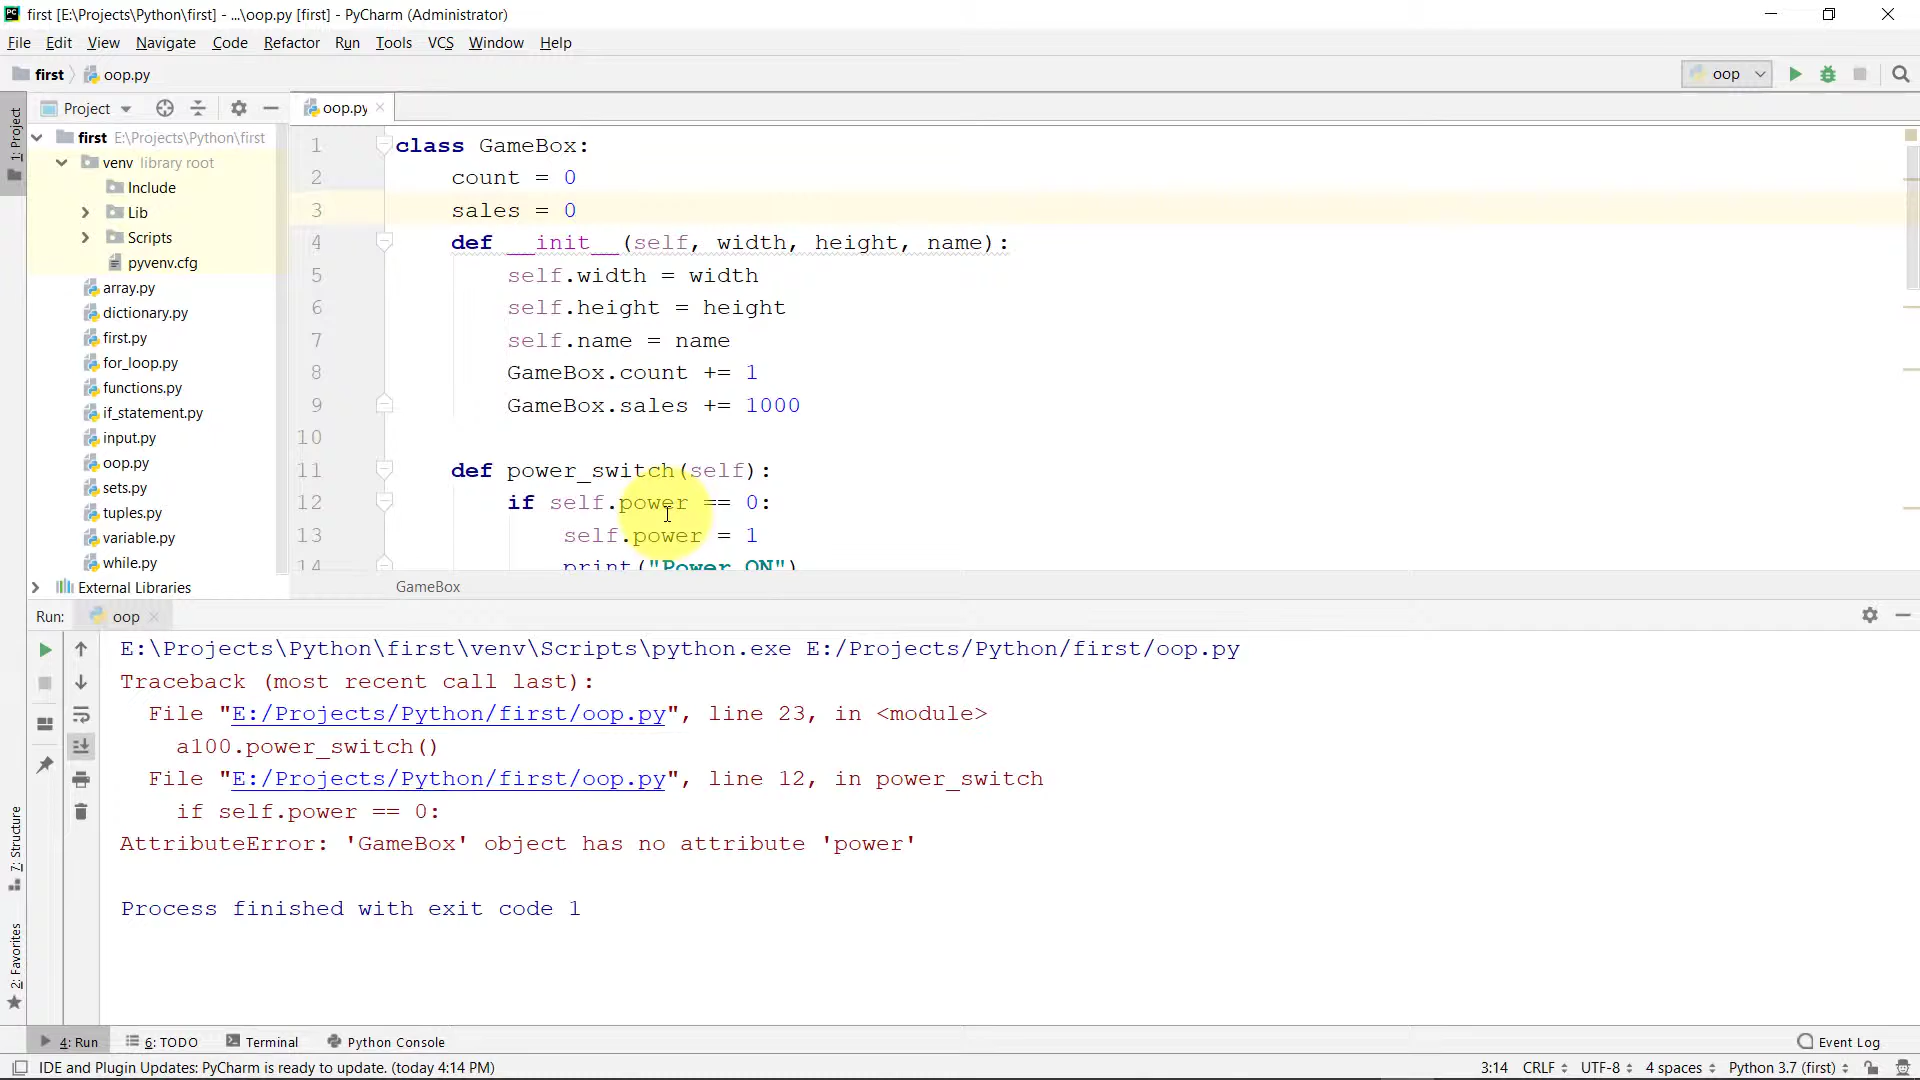 first [E:\Projects\Python\first] - ...\oop.py [first] - PyCharm (Administrator)
File Edit View Navigate Code Refactor Run Tools VCS Window Help
first oop.py
oop
1: Project
Project
oop.py
first E:\Projects\Python\first
venv library root
Include
Lib
Scripts
pyvenv.cfg
array.py
dictionary.py
first.py
for_loop.py
functions.py
if_statement.py
input.py
oop.py
sets.py
tuples.py
variable.py
while.py
External Libraries
1 class GameBox:
2 count = 0
3 sales = 0
4 def __init__(self, width, height, name):
5 self.width = width
6 self.height = height
7 self.name = name
8 GameBox.count += 1
9 GameBox.sales += 1000
10
11 def power_switch(self):
12 if self.power == 0:
13 self.power = 1
14 print("Power ON")
GameBox
Run: oop
E:\Projects\Python\first\venv\Scripts\python.exe E:/Projects/Python/first/oop.py
Traceback (most recent call last):
File "E:/Projects/Python/first/oop.py", line 23, in <module>
a100.power_switch()
File "E:/Projects/Python/first/oop.py", line 12, in power_switch
if self.power == 0:
AttributeError: 'GameBox' object has no attribute 'power'
Process finished with exit code 1
7: Structure
2: Favorites
4: Run 6: TODO Terminal Python Console Event Log
IDE and Plugin Updates: PyCharm is ready to update. (today 4:14 PM) 3:14 CRLF UTF-8 4 spaces Python 3.7 (first)